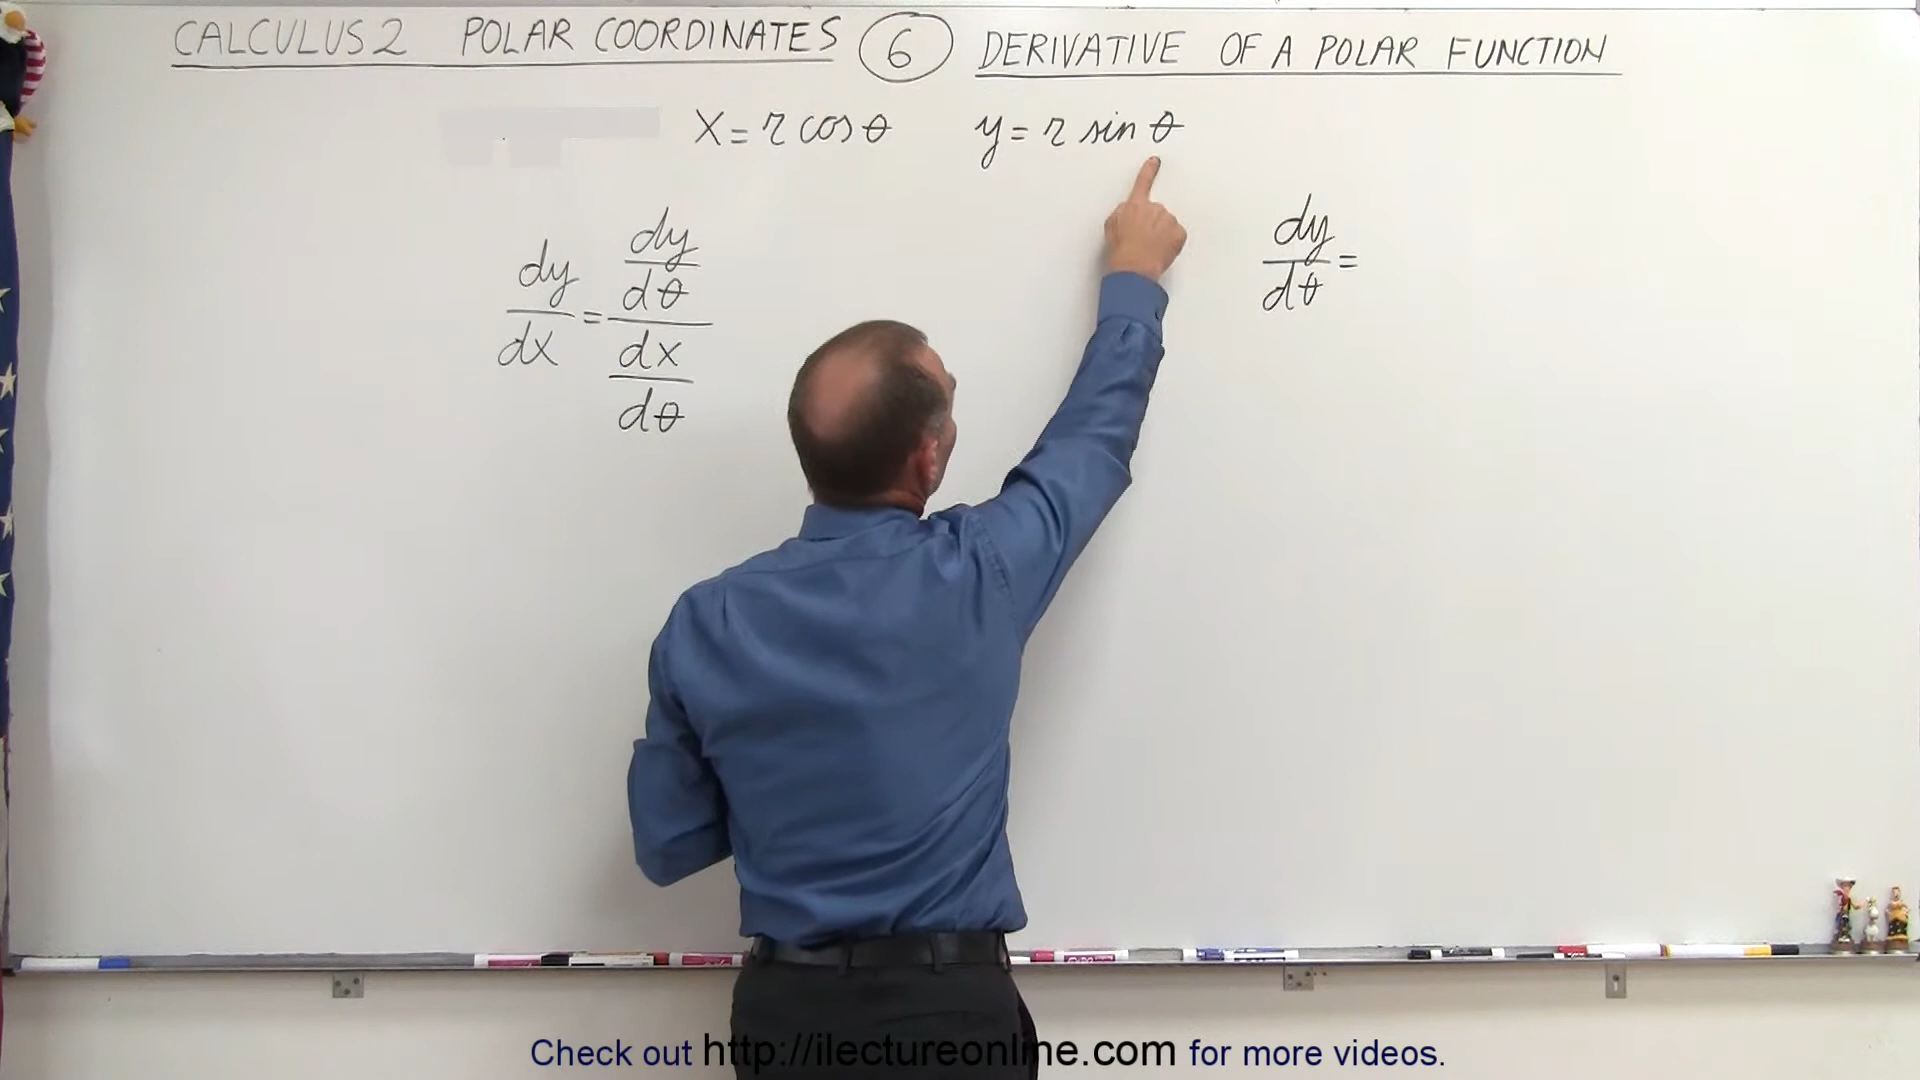 CALCULUS 2 POLAR COORDINATES 6 DERIVATIVE OF A POLAR FUNCTION
x = r cos θ y = r sin θ
dy/dx = (dy/dθ)/(dx/dθ)
dy/dθ =
Check out http://ilectureonline.com for more videos.